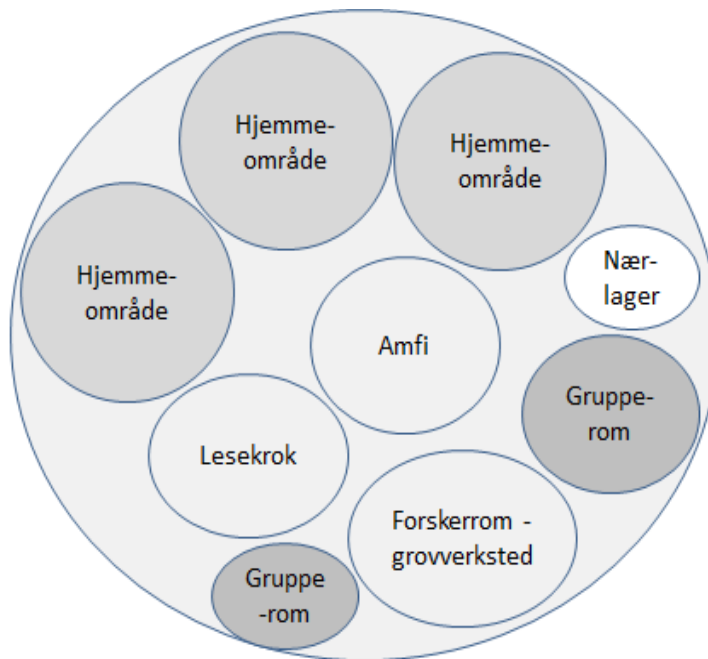 Hjemme-
område
Hjemme-
område
Hjemme-
område
Nær-
lager
Amfi
Gruppe-
rom
Lesekrok
Forskerrom -
grovverksted
Gruppe
-rom